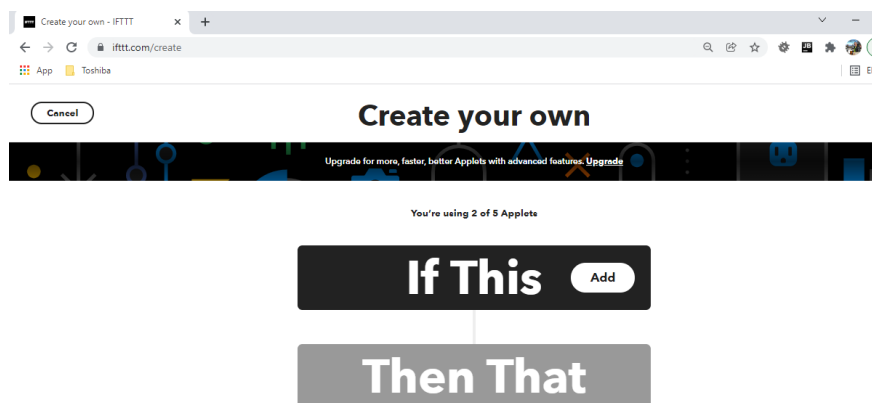 Create your own - IFTTT
ifttt.com/create
App Toshiba
Cancel
Create your own
Upgrade for more, faster, better Applets with advanced features. Upgrade
You're using 2 of 5 Applets
If This Add
Then That